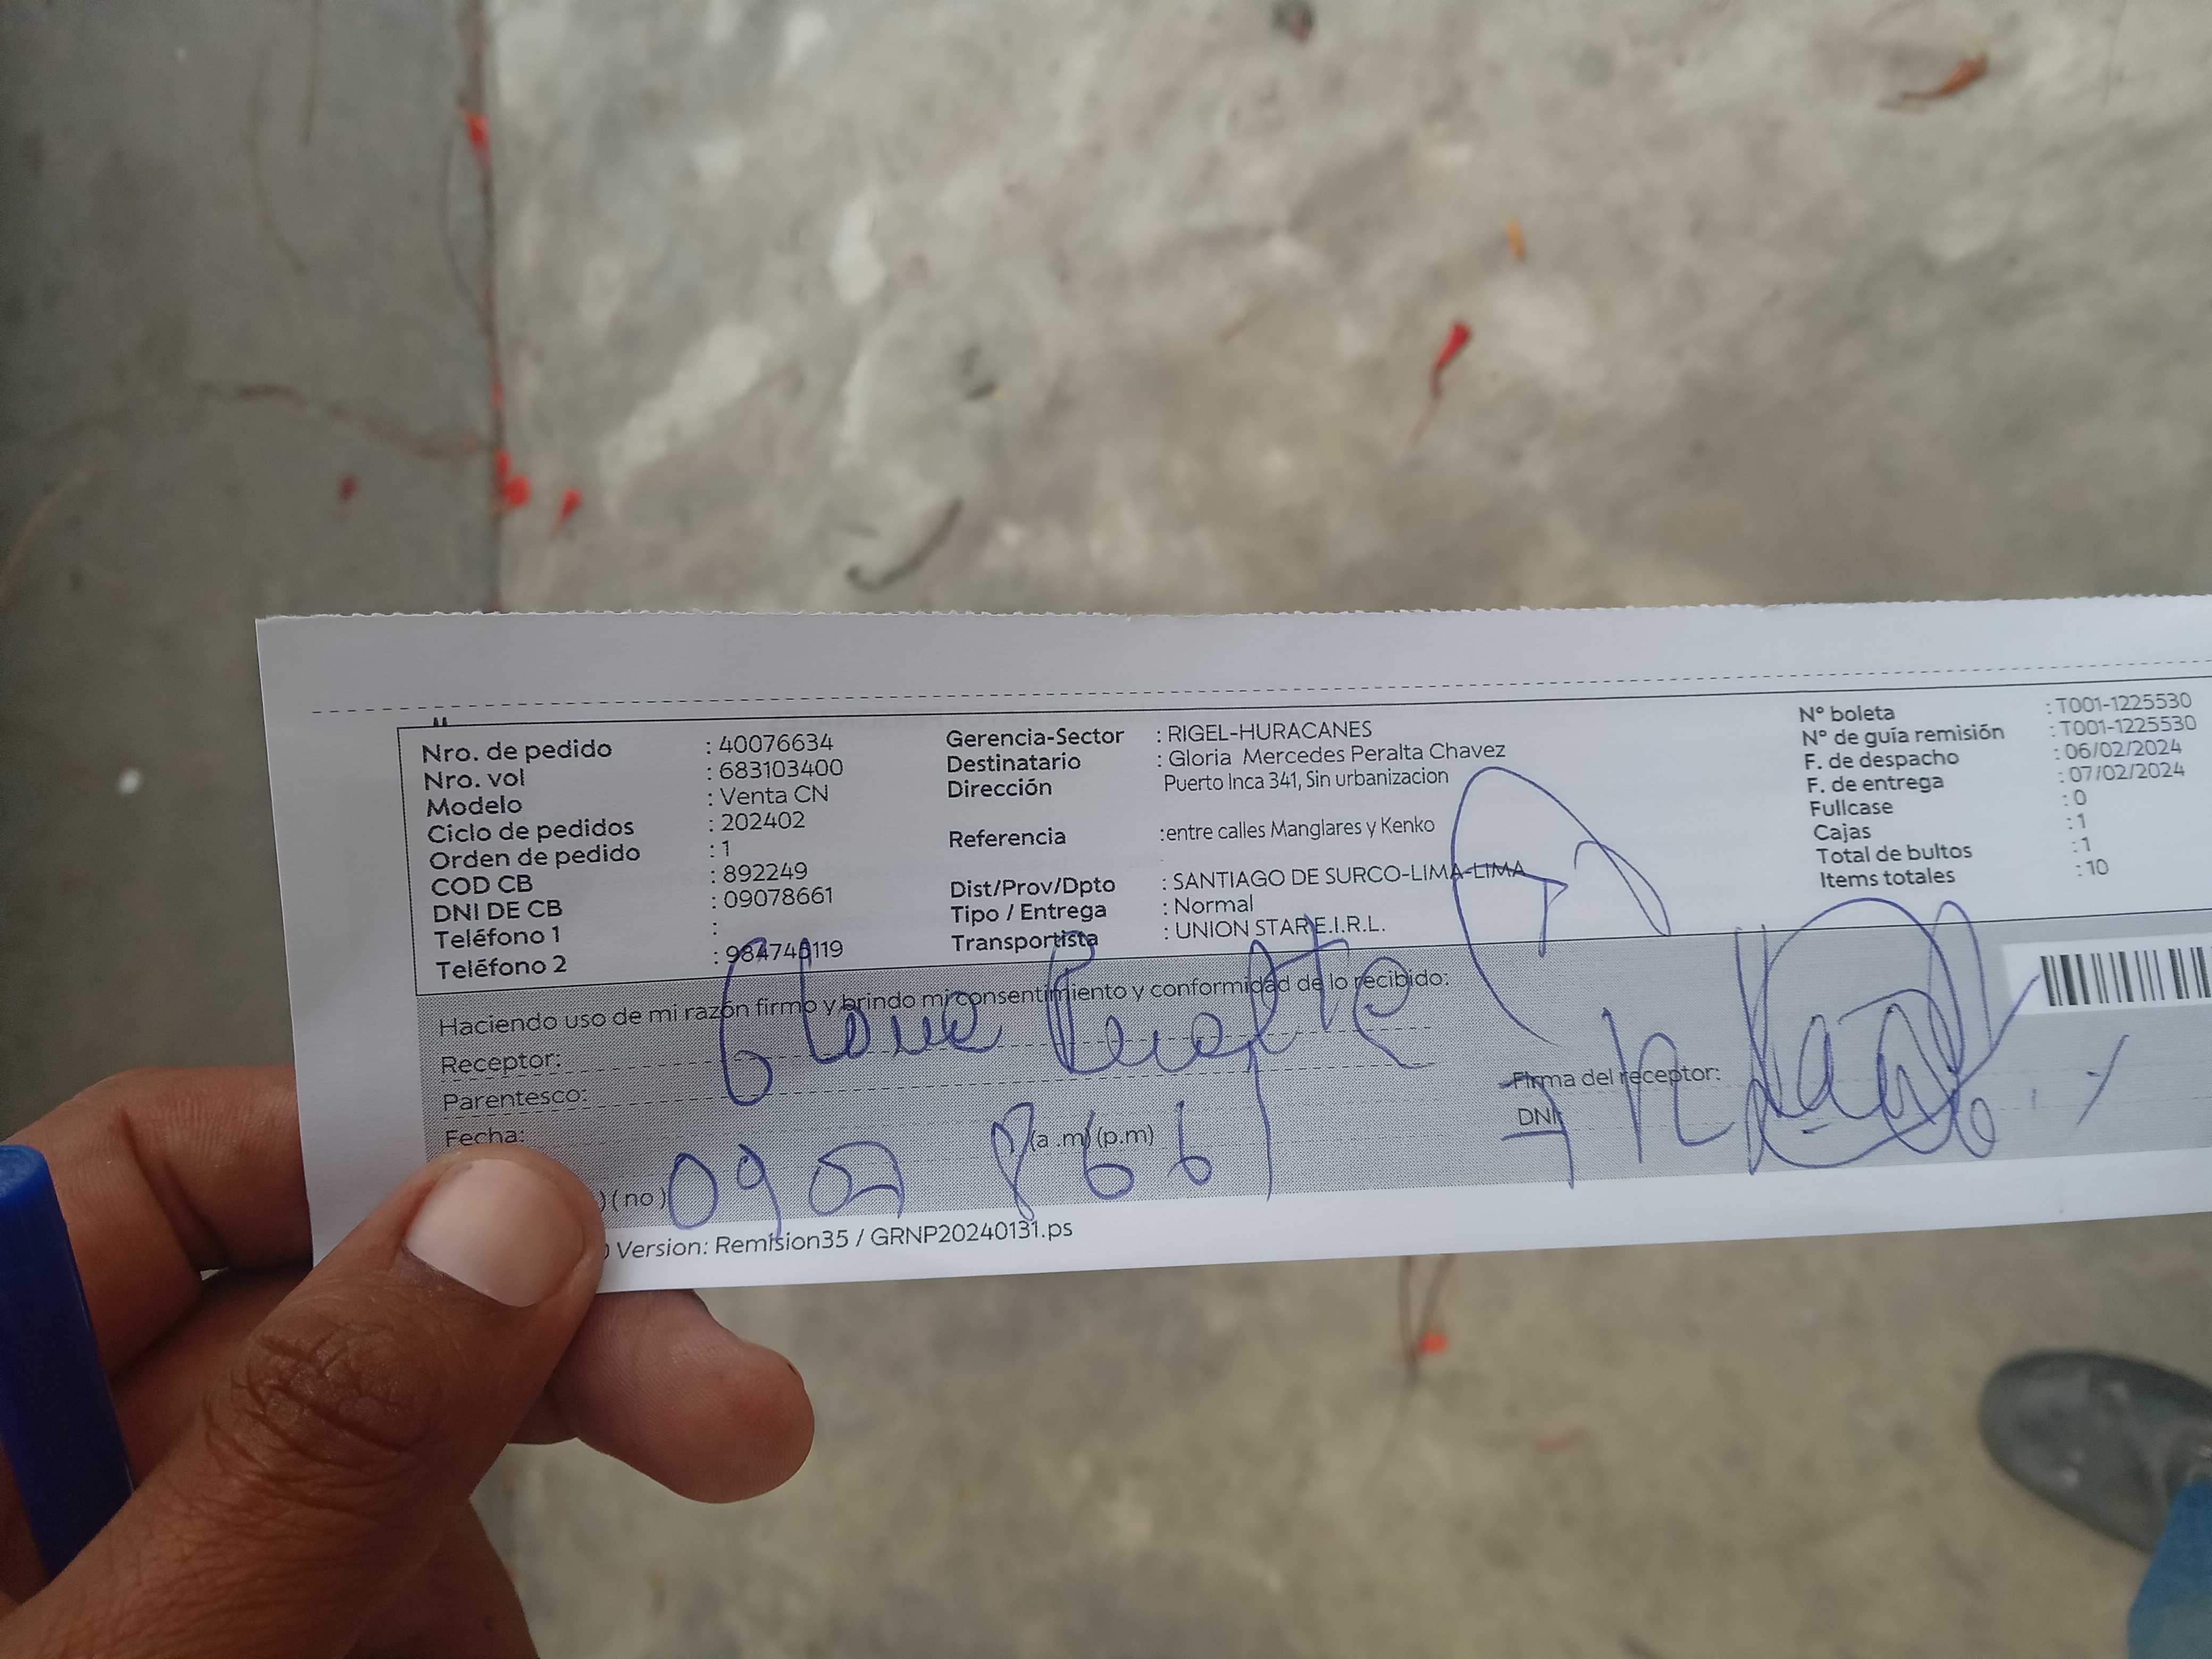 Nro. de pedido : 40076634
Nro. vol : 683103400
Modelo : Venta CN
Ciclo de pedidos : 202402
Orden de pedido : 1
COD CB : 892249
DNI DE CB : 09078661
Teléfono 1 :
Teléfono 2 : 984746119
Gerencia-Sector : RIGEL-HURACANES
Destinatario : Gloria Mercedes Peralta Chavez
Dirección Puerto Inca 341, Sin urbanizacion
Referencia :entre calles Manglares y Kenko
Dist/Prov/Dpto : SANTIAGO DE SURCO-LIMA-LIMA
Tipo / Entrega : Normal
Transportista : UNION STAR E.I.R.L.
N° boleta : T001-1225530
N° de guía remisión : T001-1225530
F. de despacho : 06/02/2024
F. de entrega : 07/02/2024
Fullcase : 0
Cajas : 1
Total de bultos : 1
Items totales : 10
Haciendo uso de mi razón firmo y brindo mi consentimiento y conformidad de lo recibido:
Receptor: Gloria Peralta
Parentesco:
Fecha: (a .m) (p.m)
)( no )
Firma del receptor:
DNI:
Version: Remision35 / GRNP20240131.ps